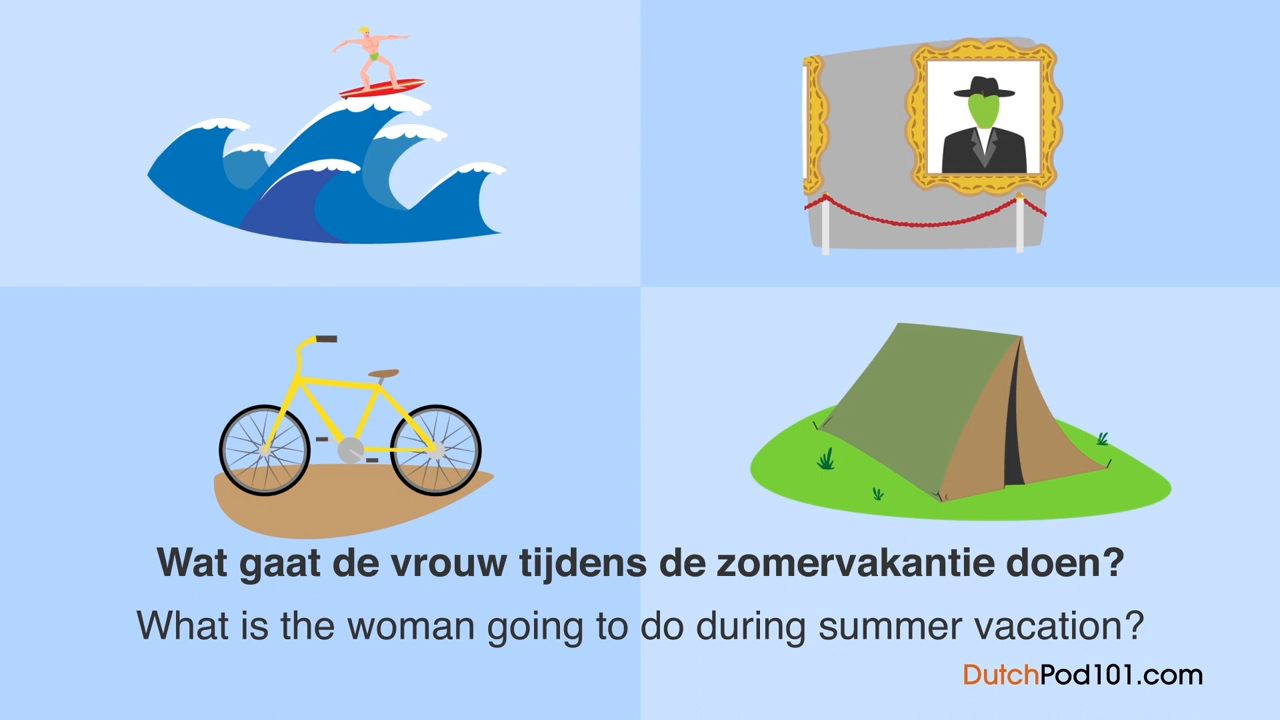 Wat gaat de vrouw tijdens de zomervakantie doen?
What is the woman going to do during summer vacation?
DutchPod101.com